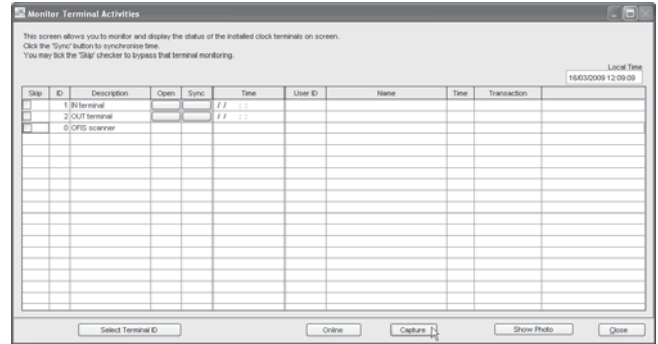 Monitor Terminal Activities
This screen allows you to monitor and display the status of the installed clock terminals on screen.
Click the 'Sync' button to synchronise time.
You may tick the 'Skip' checker to bypass that terminal monitoring.
Local Time
16/03/2009 12:09:09
Skip ID Description Open Sync Time User ID Name Time Transaction
1 IN terminal / / : :
2 OUT terminal / / : :
0 OFIS scanner
Select Terminal ID Online Capture Show Photo Close